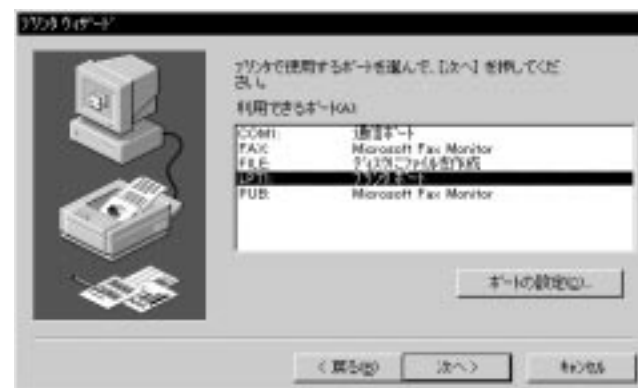 プリンタ ウィザード
プリンタで使用するポートを選んで、[次へ] を押してくだ
さい。
利用できるポート(A):
COM1: 通信ポート
FAX: Microsoft Fax Monitor
FILE: ディスクにファイルを作成
LPT1: プリンタ ポート
PUB: Microsoft Fax Monitor
ポートの設定(C)...
< 戻る(B)
次へ >
キャンセル